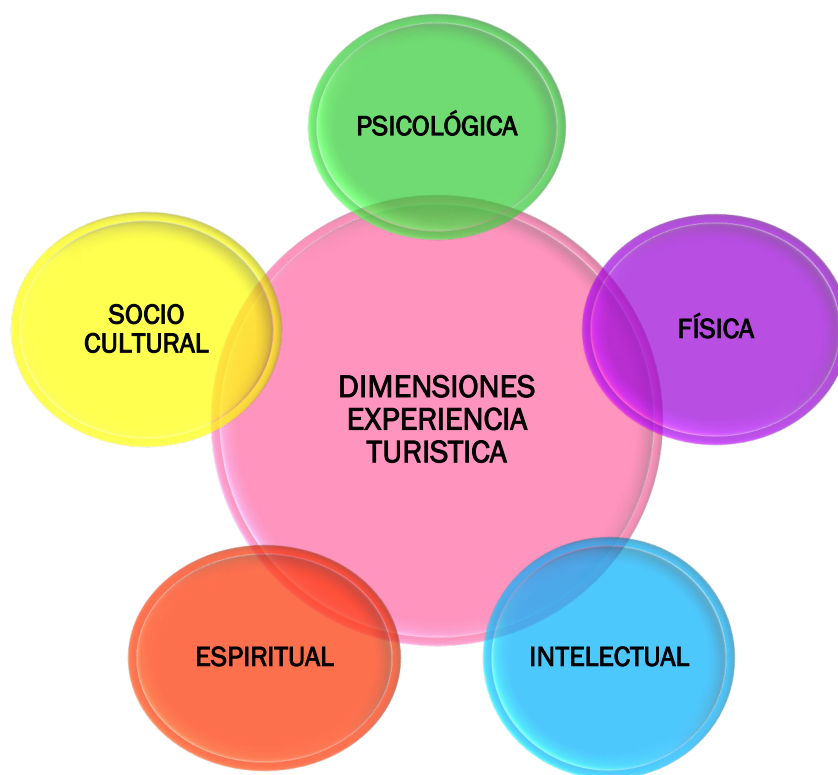 PSICOLÓGICA
SOCIO
CULTURAL
FÍSICA
DIMENSIONES
EXPERIENCIA
TURISTICA
ESPIRITUAL
INTELECTUAL